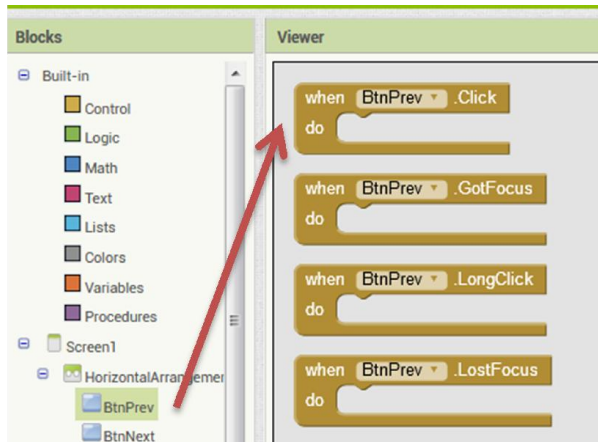 Blocks
Viewer
Built-in
Control
Logic
Math
Text
Lists
Colors
Variables
Procedures
Screen1
HorizontalArrangemer
BtnPrev
BtnNext
when BtnPrev .Click
do
when BtnPrev .GotFocus
do
when BtnPrev .LongClick
do
when BtnPrev .LostFocus
do